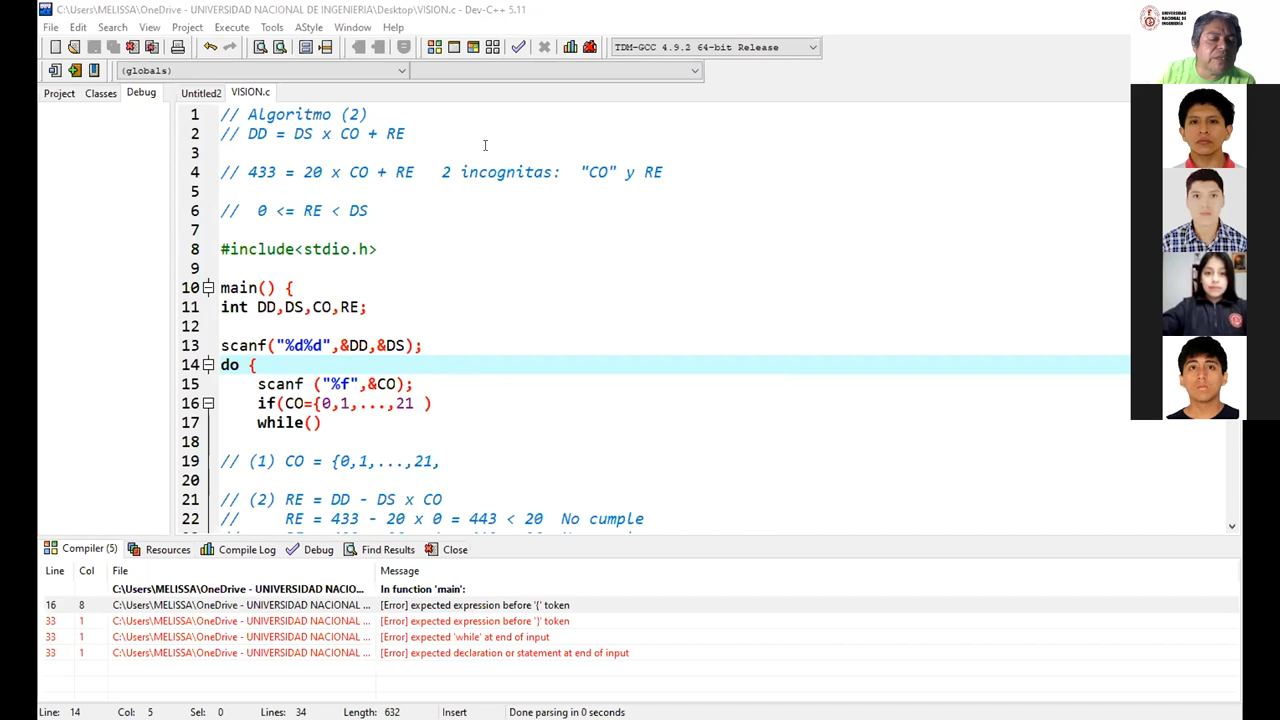 C:\Users\MELISSA\OneDrive - UNIVERSIDAD NACIONAL DE INGENIERIA\Desktop\VISION.c - Dev-C++ 5.11
File Edit Search View Project Execute Tools AStyle Window Help
TDM-GCC 4.9.2 64-bit Release
(globals)
Project Classes Debug Untitled2 VISION.c
1 // Algoritmo (2)
2 // DD = DS x CO + RE
3
4 // 433 = 20 x CO + RE 2 incognitas: "CO" y RE
5
6 // 0 <= RE < DS
7
8 #include<stdio.h>
9
10 main() {
11 int DD,DS,CO,RE;
12
13 scanf("%d%d",&DD,&DS);
14 do {
15 scanf ("%f",&CO);
16 if(CO={0,1,...,21 )
17 while()
18
19 // (1) CO = {0,1,...,21,
20
21 // (2) RE = DD - DS x CO
22 // RE = 433 - 20 x 0 = 443 < 20 No cumple
Compiler (5) Resources Compile Log Debug Find Results Close
Line Col File Message
C:\Users\MELISSA\OneDrive - UNIVERSIDAD NACIO... In function 'main':
16 8 C:\Users\MELISSA\OneDrive - UNIVERSIDAD NACIONAL ... [Error] expected expression before '{' token
33 1 C:\Users\MELISSA\OneDrive - UNIVERSIDAD NACIONAL ... [Error] expected expression before '}' token
33 1 C:\Users\MELISSA\OneDrive - UNIVERSIDAD NACIONAL ... [Error] expected 'while' at end of input
33 1 C:\Users\MELISSA\OneDrive - UNIVERSIDAD NACIONAL ... [Error] expected declaration or statement at end of input
Line: 14 Col: 5 Sel: 0 Lines: 34 Length: 632 Insert Done parsing in 0 seconds
UNIVERSIDAD
NACIONAL DE
INGENIERÍA